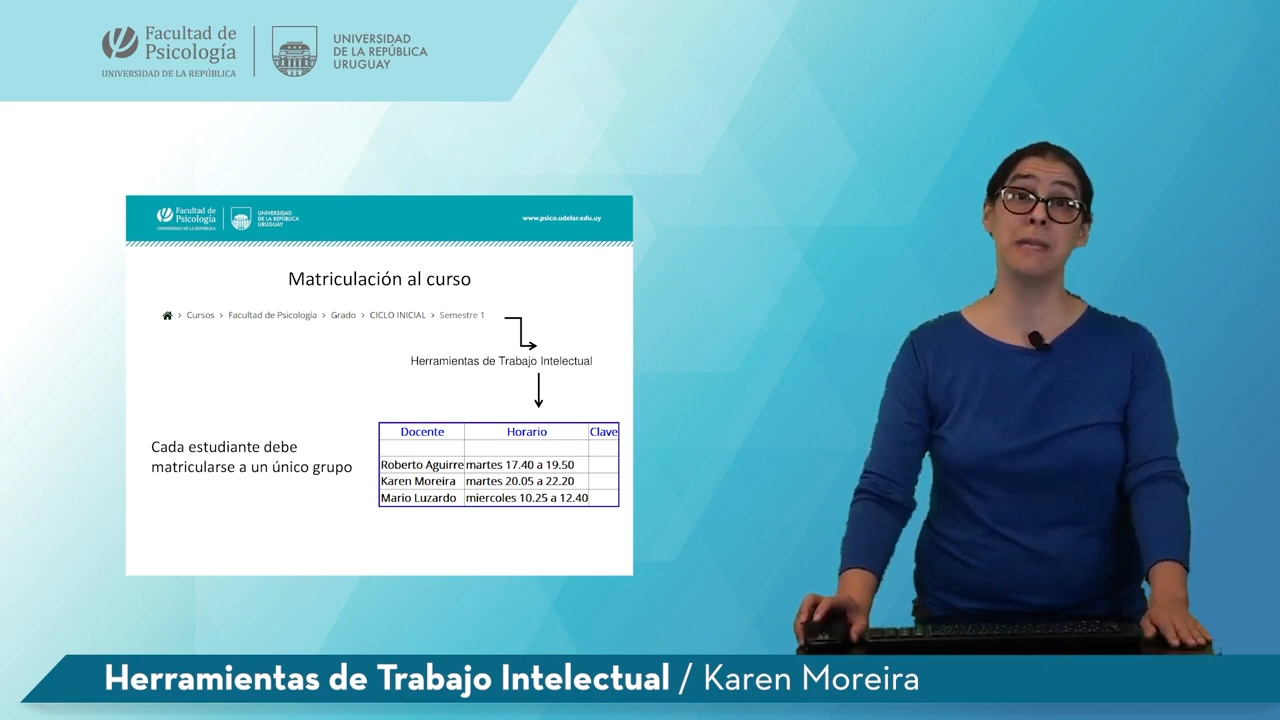 Facultad de
Psicología
UNIVERSIDAD DE LA REPÚBLICA
UNIVERSIDAD
DE LA REPÚBLICA
URUGUAY
Facultad de
Psicología
UNIVERSIDAD DE LA REPÚBLICA
UNIVERSIDAD
DE LA REPÚBLICA
URUGUAY
www.psico.udelar.edu.uy
Matriculación al curso
Cursos > Facultad de Psicología > Grado > CICLO INICIAL > Semestre 1
Herramientas de Trabajo Intelectual
Cada estudiante debe
matricularse a un único grupo
Docente Horario Clave
Roberto Aguirre martes 17.40 a 19.50
Karen Moreira martes 20.05 a 22.20
Mario Luzardo miercoles 10.25 a 12.40
Herramientas de Trabajo Intelectual / Karen Moreira